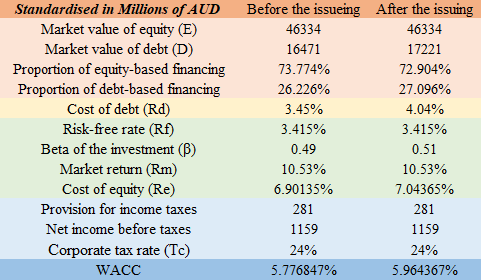 Standardised in Millions of AUD Before the issueing After the issuing
Market value of equity (E) 46334 46334
Market value of debt (D) 16471 17221
Proportion of equity-based financing 73.774% 72.904%
Proportion of debt-based financing 26.226% 27.096%
Cost of debt (Rd) 3.45% 4.04%
Risk-free rate (Rf) 3.415% 3.415%
Beta of the investment (β) 0.49 0.51
Market return (Rm) 10.53% 10.53%
Cost of equity (Re) 6.90135% 7.04365%
Provision for income taxes 281 281
Net income before taxes 1159 1159
Corporate tax rate (Tc) 24% 24%
WACC 5.776847% 5.964367%